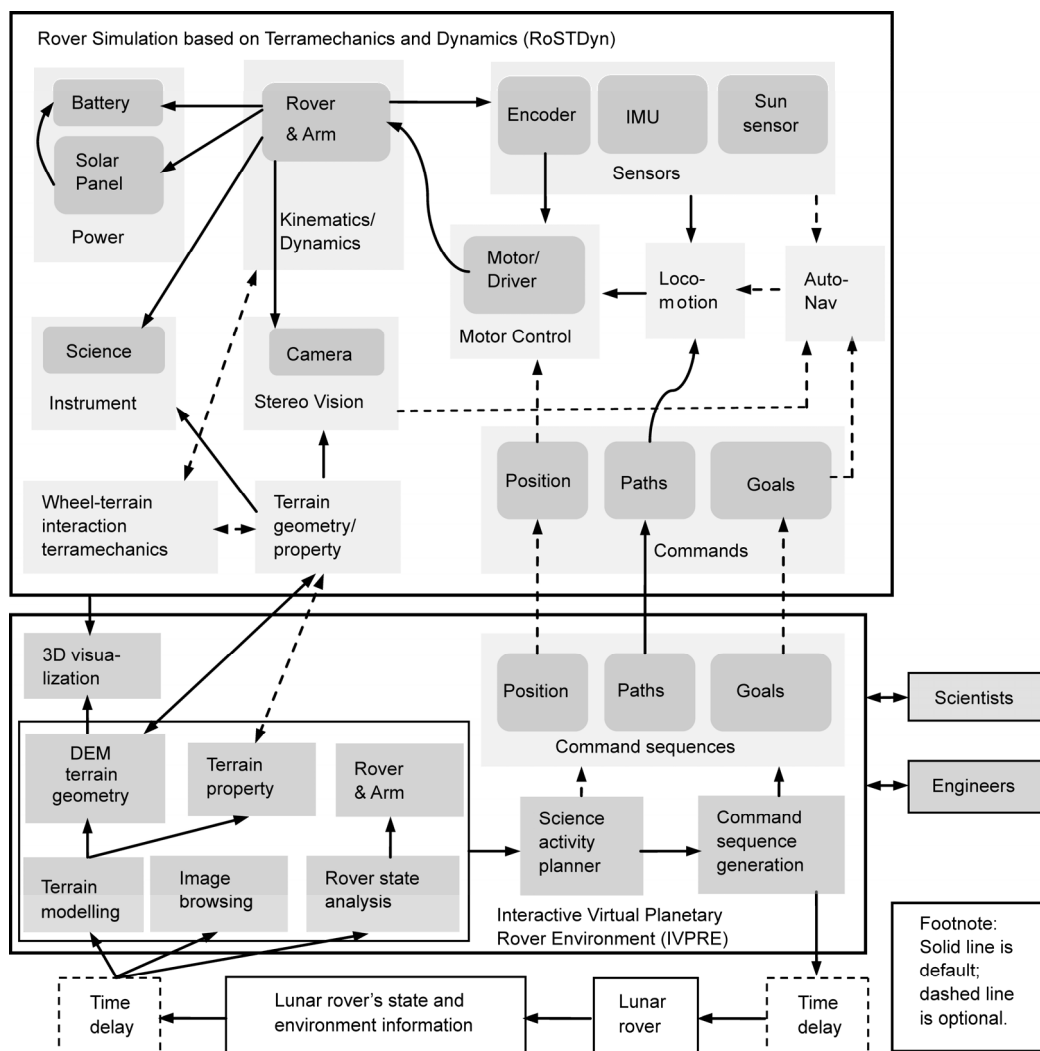 Rover Simulation based on Terramechanics and Dynamics (RoSTDyn)
Battery
Solar
Panel
Power
Rover
& Arm
Kinematics/
Dynamics
Encoder
IMU
Sun
sensor
Sensors
Motor/
Driver
Motor Control
Loco-
motion
Auto-
Nav
Science
Instrument
Camera
Stereo Vision
Wheel-terrain
interaction
terramechanics
Terrain
geometry/
property
Position
Paths
Goals
Commands
3D visua-
lization
DEM
terrain
geometry
Terrain
property
Rover
& Arm
Terrain
modelling
Image
browsing
Rover state
analysis
Position
Paths
Goals
Command sequences
Science
activity
planner
Command
sequence
generation
Interactive Virtual Planetary
Rover Environment (IVPRE)
Scientists
Engineers
Footnote:
Solid line is
default;
dashed line
is optional.
Time
delay
Lunar rover's state and
environment information
Lunar
rover
Time
delay